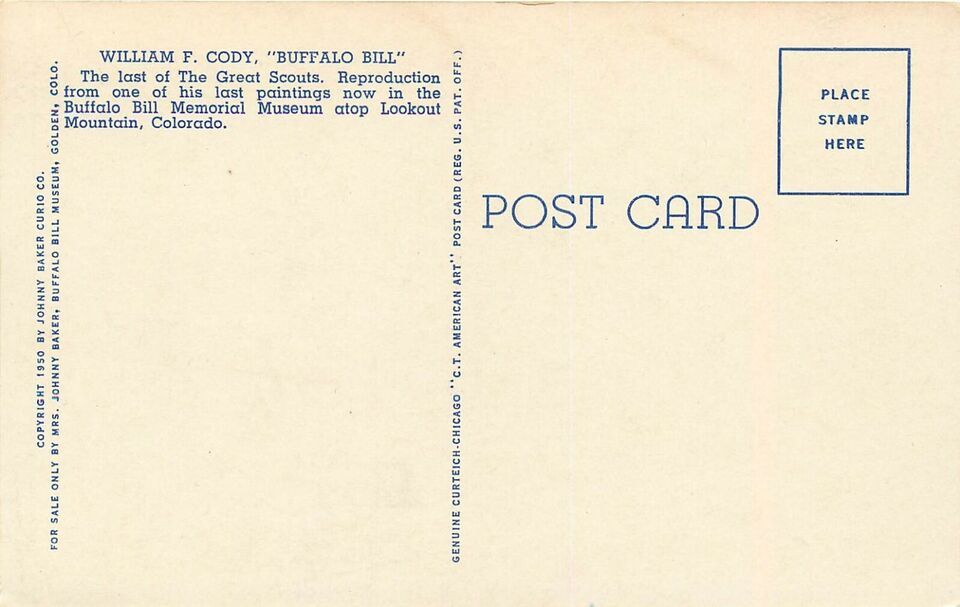 WILLIAM F. CODY, "BUFFALO BILL"
The last of The Great Scouts. Reproduction
from one of his last paintings now in the
Buffalo Bill Memorial Museum atop Lookout
Mountain, Colorado.
COPYRIGHT 1950 BY JOHNNY BAKER CURIO CO.
FOR SALE ONLY BY MRS. JOHNNY BAKER, BUFFALO BILL MUSEUM, GOLDEN, COLO.
GENUINE CURTEICH-CHICAGO "C.T. AMERICAN ART" POST CARD (REG. U.S. PAT. OFF.)
POST CARD
PLACE
STAMP
HERE